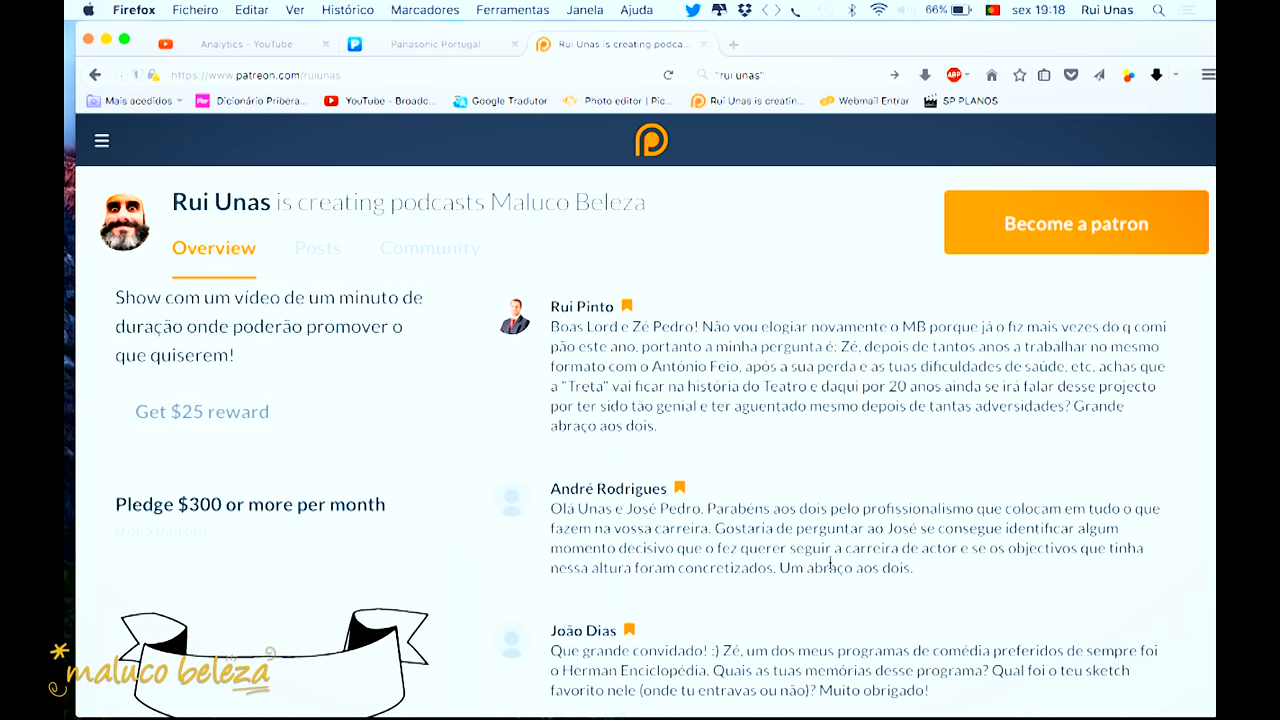 Firefox Ficheiro Editar Ver Histórico Marcadores Ferramentas Janela Ajuda 66% sex 19:18 Rui Unas
Analytics - YouTube Panasonic Portugal Rui Unas is creating podca...
https://www.patreon.com/ruiunas "rui unas" ABP
Mais acedidos Dicionário Pribera... YouTube - Broadc... Google Tradutor Photo editor | Pic... Rui Unas is creatin... Webmail Entrar SP PLANOS
Rui Unas is creating podcasts Maluco Beleza
Become a patron
Overview Posts Community
Show com um vídeo de um minuto de
duração onde poderão promover o
que quiserem!
Get $25 reward
Pledge $300 or more per month
0 of 5 patrons
Rui Pinto
Boas Lord e Zé Pedro! Não vou elogiar novamente o MB porque já o fiz mais vezes do q comi
pão este ano, portanto a minha pergunta é: Zé, depois de tantos anos a trabalhar no mesmo
formato com o António Feio, após a sua perda e as tuas dificuldades de saúde, etc, achas que
a "Treta" vai ficar na história do Teatro e daqui por 20 anos ainda se irá falar desse projecto
por ter sido tão genial e ter aguentado mesmo depois de tantas adversidades? Grande
abraço aos dois.
André Rodrigues
Olá Unas e José Pedro. Parabéns aos dois pelo profissionalismo que colocam em tudo o que
fazem na vossa carreira. Gostaria de perguntar ao José se consegue identificar algum
momento decisivo que o fez querer seguir a carreira de actor e se os objectivos que tinha
nessa altura foram concretizados. Um abraço aos dois.
João Dias
Que grande convidado! :) Zé, um dos meus programas de comédia preferidos de sempre foi
o Herman Enciclopédia. Quais as tuas memórias desse programa? Qual foi o teu sketch
favorito nele (onde tu entravas ou não)? Muito obrigado!
maluco beleza